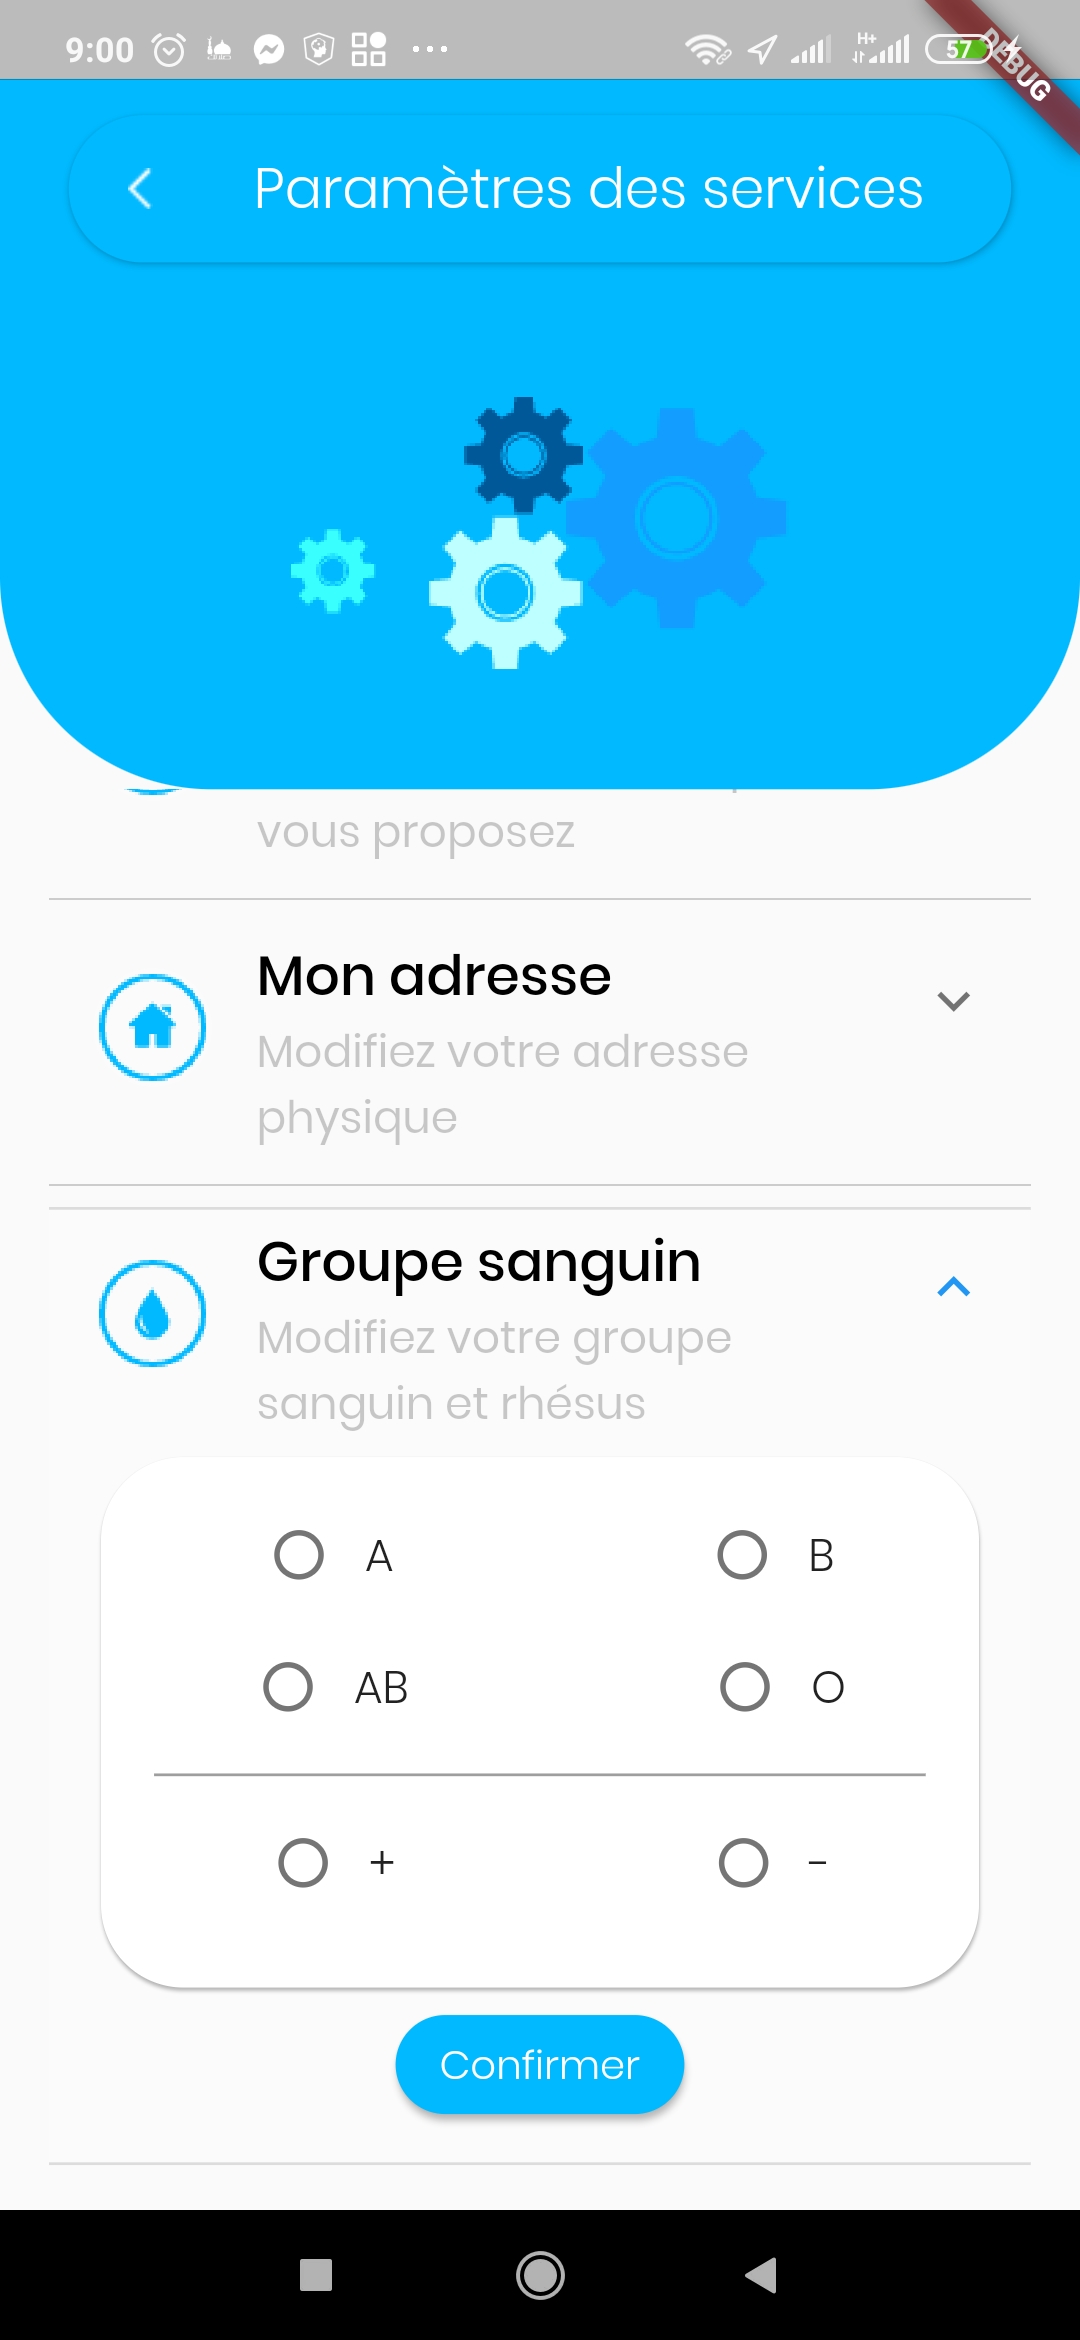 9:00
H+
57
DEBUG
Paramètres des services
vous proposez
Mon adresse
Modifiez votre adresse
physique
Groupe sanguin
Modifiez votre groupe
sanguin et rhésus
A B
AB O
+ -
Confirmer